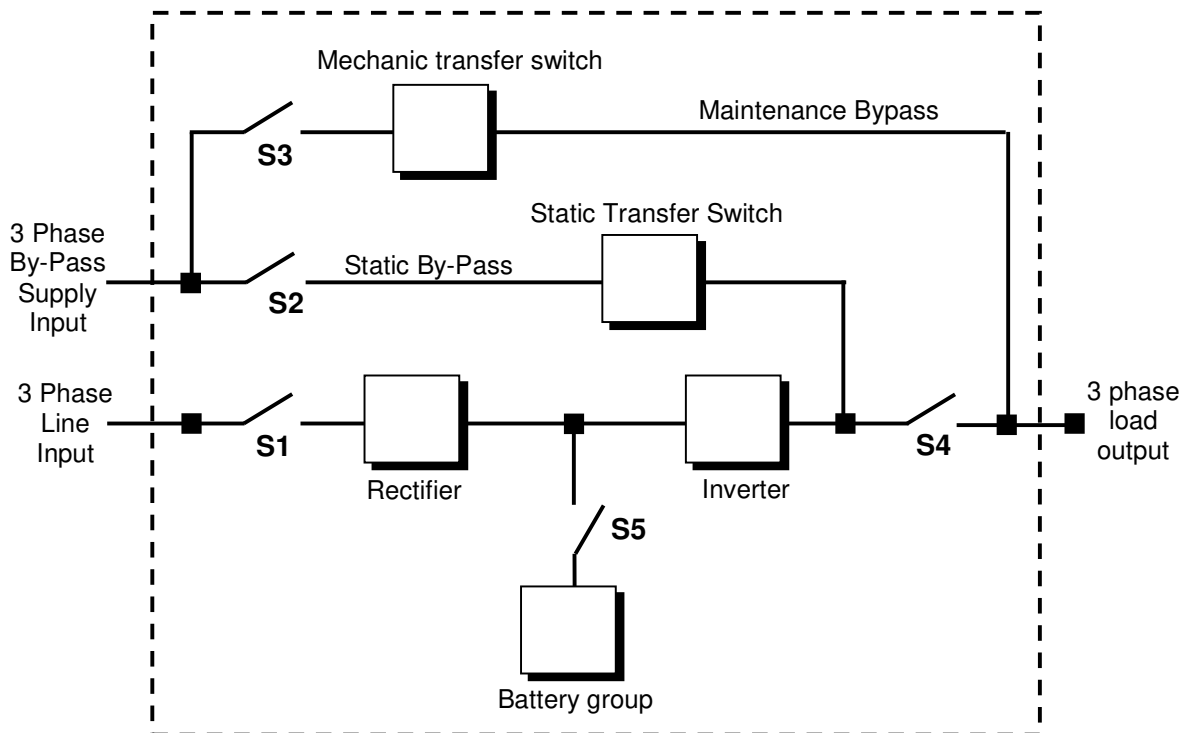 Mechanic transfer switch
Maintenance Bypass
S3
Static Transfer Switch
3 Phase
By-Pass
Supply
Input
Static By-Pass
S2
3 Phase
Line
Input
S1
Rectifier
Inverter
S4
3 phase
load
output
S5
Battery group